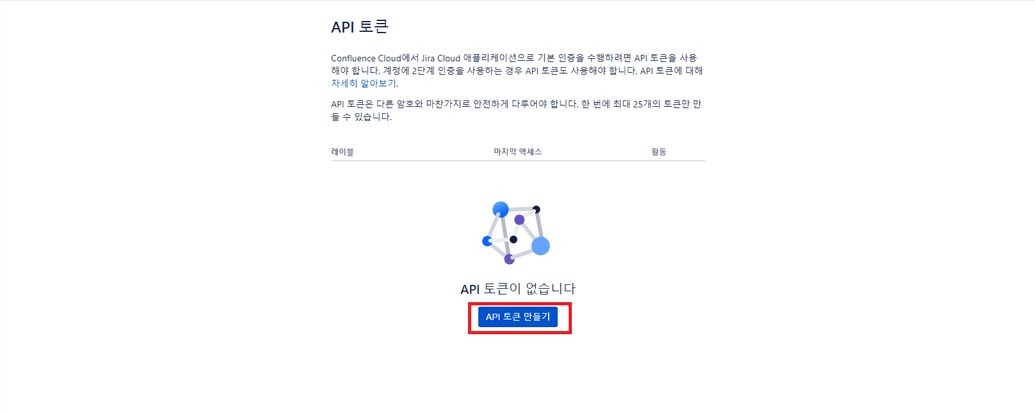 API 토큰
Confluence Cloud에서 Jira Cloud 애플리케이션으로 기본 인증을 수행하려면 API 토큰을 사용
해야 합니다. 계정에 2단계 인증을 사용하는 경우 API 토큰도 사용해야 합니다. API 토큰에 대해
자세히 알아보기.
API 토큰은 다른 암호와 마찬가지로 안전하게 다루어야 합니다. 한 번에 최대 25개의 토큰만 만
들 수 있습니다.
레이블 마지막 액세스 활동
API 토큰이 없습니다
API 토큰 만들기